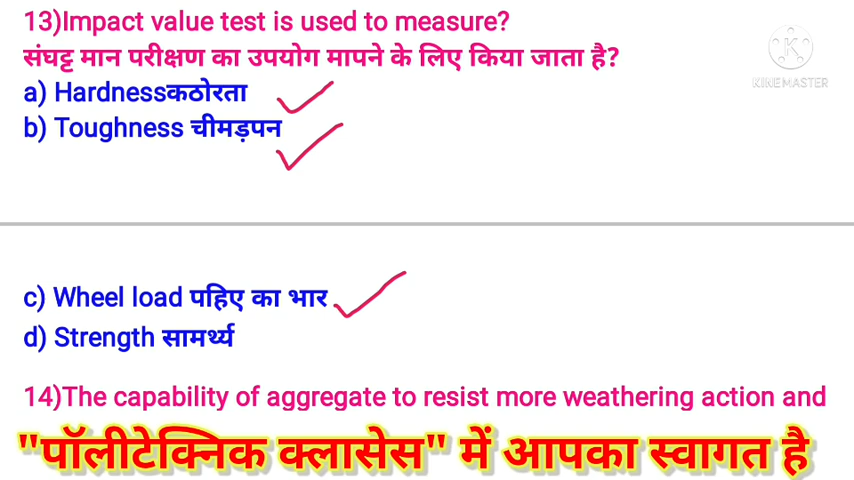 13)Impact value test is used to measure?
संघट्ट मान परीक्षण का उपयोग मापने के लिए किया जाता है?
KINEMASTER
a) Hardnessकठोरता
b) Toughness चीमड़पन
c) Wheel load पहिए का भार
d) Strength सामर्थ्य
14)The capability of aggregate to resist more weathering action and
"पॉलीटेक्निक क्लासेस" में आपका स्वागत है